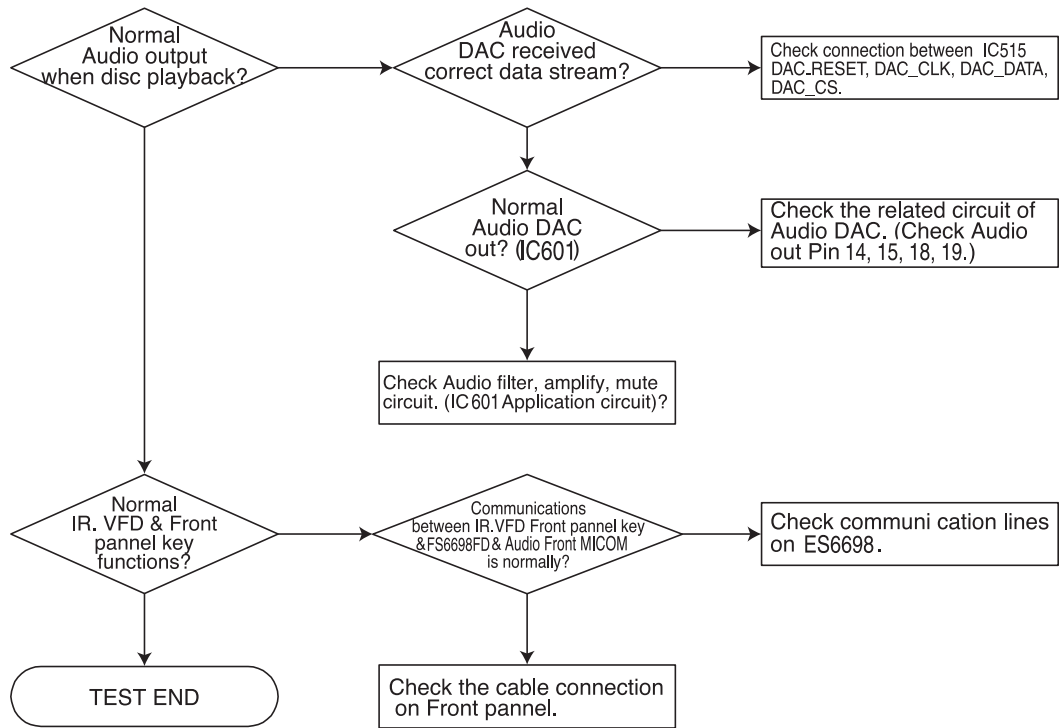 Normal
Audio output
when disc playback?
Audio
DAC received
correct data stream?
Check connection between IC515
DAC.RESET, DAC_CLK, DAC_DATA,
DAC_CS.
Normal
Audio DAC
out? (IC601)
Check the related circuit of
Audio DAC. (Check Audio
out Pin 14, 15, 18, 19.)
Check Audio filter, amplify, mute
circuit. (IC601 Application circuit)?
Normal
IR. VFD & Front
pannel key
functions?
Communications
between IR.VFD Front pannel key
&FS6698FD & Audio Front MICOM
is normally?
Check communi cation lines
on ES6698.
TEST END
Check the cable connection
on Front pannel.